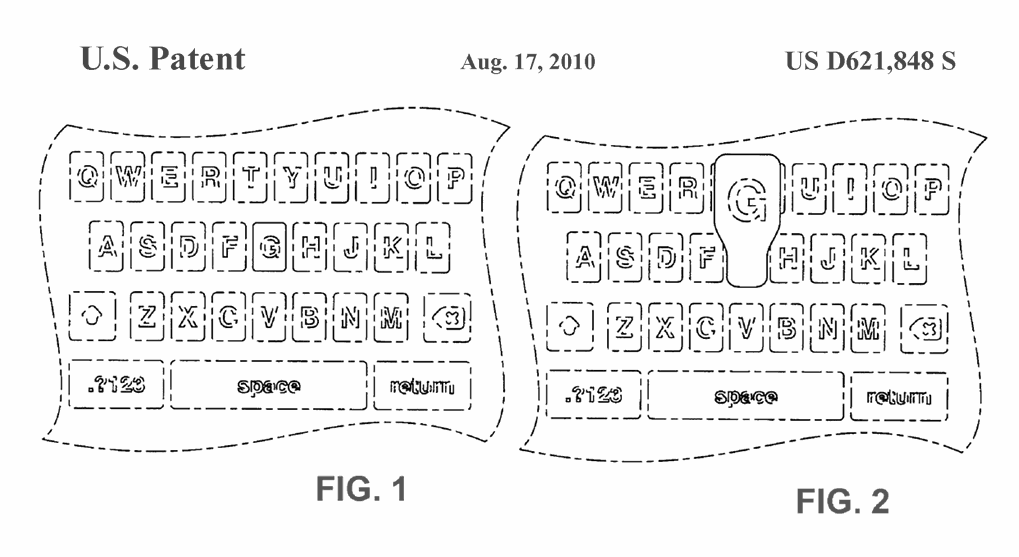 U.S. Patent Aug. 17, 2010 US D621,848 S
Q W E R T Y U I O P
A S D F G H J K L
Z X C V B N M
.?123 space return
FIG. 1
Q W E R G U I O P
A S D F H J K L
Z X C V B N M
.?123 space return
FIG. 2